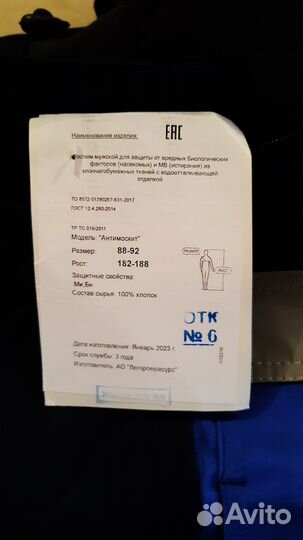 Наименование изделия:
EAC
Костюм мужской для защиты от вредных биологических
факторов (насекомых) и МВ (истирания) из
хлопчатобумажных тканей с водоотталкивающей
отделкой
ТО 8572-51590267-631-2017
ГОСТ 12.4.280-2014
ТР ТС 019/2011
Модель: "Антимоскит"
Размер: 88-92
Рост: 182-188
РАЗМЕР
РОСТ
Защитные свойства
Ми,Бн
Состав сырья: 100% хлопок
ОТК
№ 6
Дата изготовления: Январь 2023 г.
Срок службы: 3 года
Изготовитель: АО "Легпромресурс"
Avito